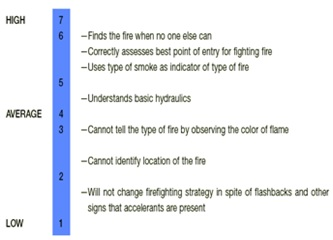 HIGH 7
6 –Finds the fire when no one else can
–Correctly assesses best point of entry for fighting fire
–Uses type of smoke as indicator of type of fire
5
–Understands basic hydraulics
AVERAGE 4
3 –Cannot tell the type of fire by observing the color of flame
–Cannot identify location of the fire
2
–Will not change firefighting strategy in spite of flashbacks and other
signs that accelerants are present
LOW 1